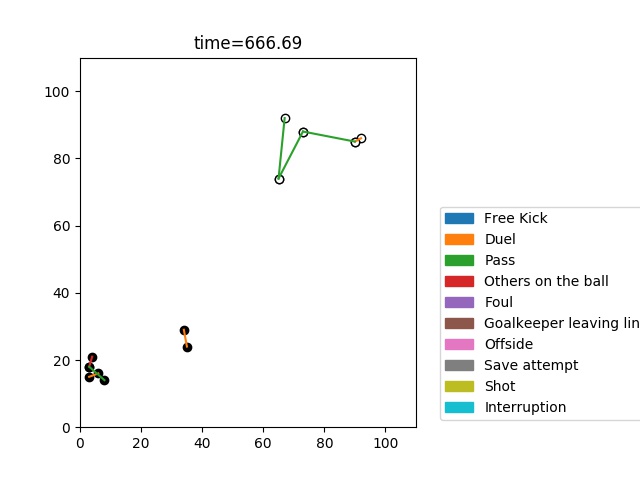 time=666.69
100
80
60
40
20
0
0 20 40 60 80 100
Free Kick
Duel
Pass
Others on the ball
Foul
Goalkeeper leaving lin
Offside
Save attempt
Shot
Interruption